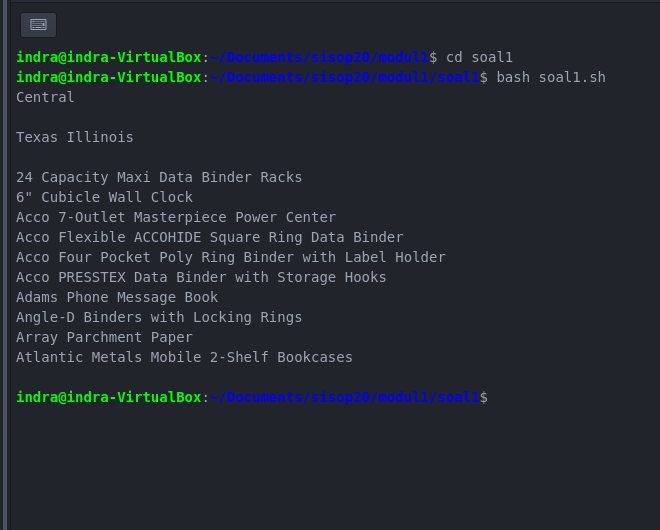 indra@indra-VirtualBox:~/Documents/sisop20/modul1$ cd soal1
indra@indra-VirtualBox:~/Documents/sisop20/modul1/soal1$ bash soal1.sh
Central
Texas Illinois
24 Capacity Maxi Data Binder Racks
6" Cubicle Wall Clock
Acco 7-Outlet Masterpiece Power Center
Acco Flexible ACCOHIDE Square Ring Data Binder
Acco Four Pocket Poly Ring Binder with Label Holder
Acco PRESSTEX Data Binder with Storage Hooks
Adams Phone Message Book
Angle-D Binders with Locking Rings
Array Parchment Paper
Atlantic Metals Mobile 2-Shelf Bookcases
indra@indra-VirtualBox:~/Documents/sisop20/modul1/soal1$